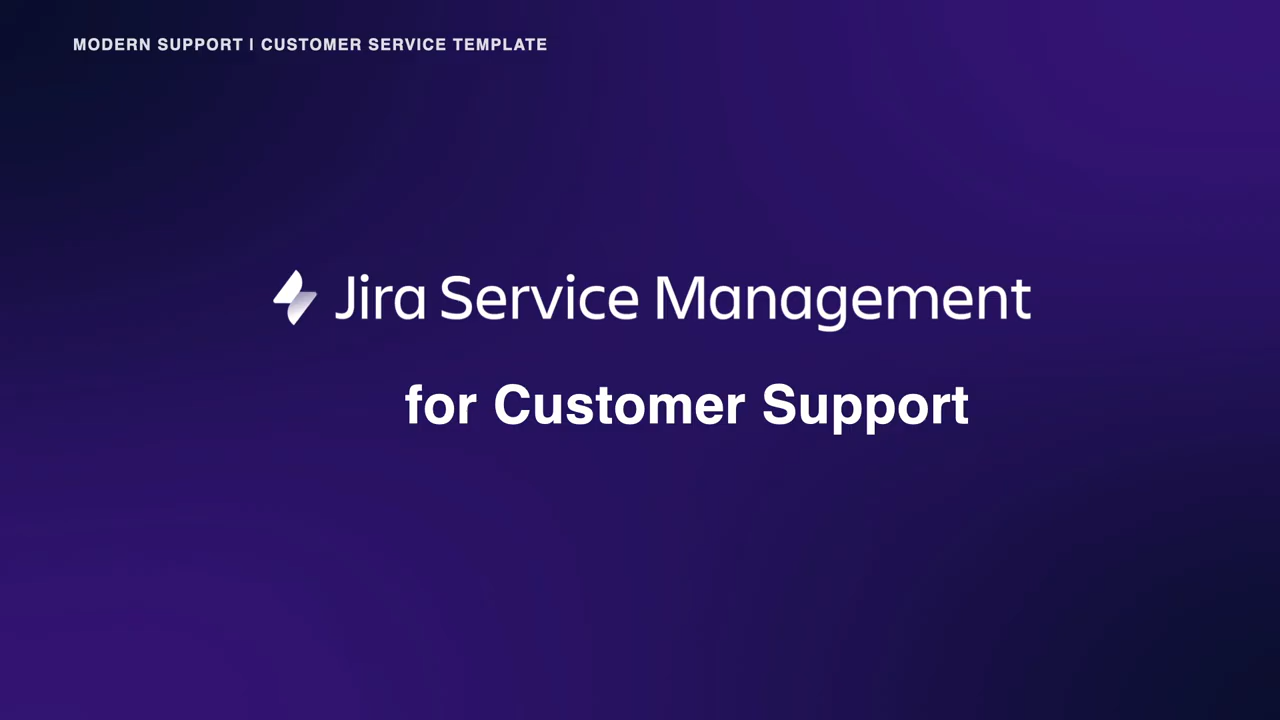 MODERN SUPPORT | CUSTOMER SERVICE TEMPLATE
Jira Service Management
for Customer Support